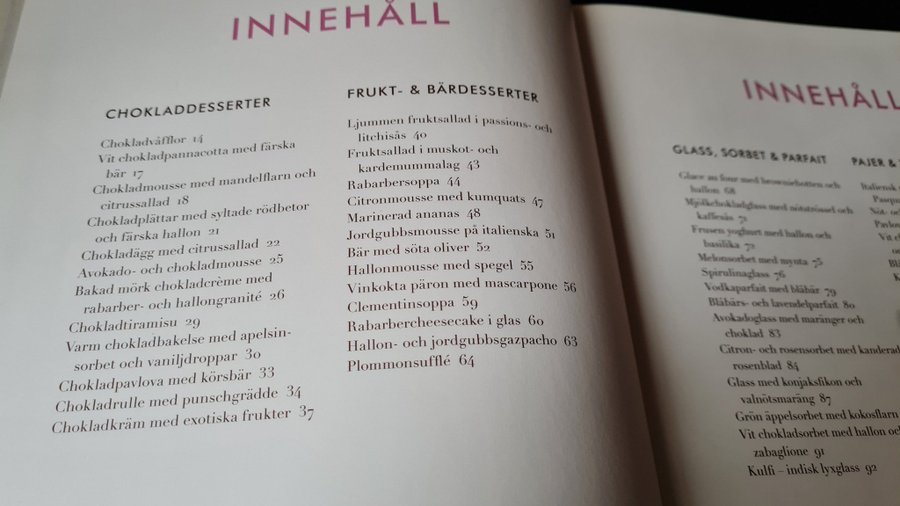 INNEHÅLL
CHOKLADDESSERTER
Chokladvåfflor 14
Vit chokladpannacotta med färska
bär 17
Chokladmousse med mandelflarn och
citrussallad 18
Chokladplättar med syltade rödbetor
och färska hallon 21
Chokladägg med citrussallad 22
Avokado- och chokladmousse 25
Bakad mörk chokladcrème med
rabarber- och hallongranité 26
Chokladtiramisu 29
Varm chokladbakelse med apelsin-
sorbet och vaniljdroppar 30
Chokladpavlova med körsbär 33
Chokladrulle med punschgrädde 34
Chokladkräm med exotiska frukter 37
FRUKT- & BÄRDESSERTER
Ljummen fruktsallad i passions- och
litchisås 40
Fruktsallad i muskot- och
kardemummalag 43
Rabarbersoppa 44
Citronmousse med kumquats 47
Marinerad ananas 48
Jordgubbsmousse på italienska 51
Bär med söta oliver 52
Hallonmousse med spegel 55
Vinkokta päron med mascarpone 56
Clementinsoppa 59
Rabarbercheesecake i glas 60
Hallon- och jordgubbsgazpacho 63
Plommonsufflé 64
INNEHÅLL
GLASS, SORBET & PARFAIT
Glace au four med browniebotten och
hallon 68
Mjölkchokladglass med nötströssel och
kaffesås 71
Frusen yoghurt med hallon och
basilika 72
Melonsorbet med mynta 75
Spirulinaglass 76
Vodkaparfait med blåbär 79
Blåbärs- och lavendelparfait 80
Avokadoglass med maränger och
choklad 83
Citron- och rosensorbet med kanderad
rosenblad 84
Glass med konjaksfikon och
valnötsmaräng 87
Grön äppelsorbet med kokosflarn
Vit chokladsorbet med hallon och
zabaglione 91
Kulfi – indisk lyxglass 92
PAJER &
Italiensk
Pasqu
Nöt- o
Pavlov
Vit